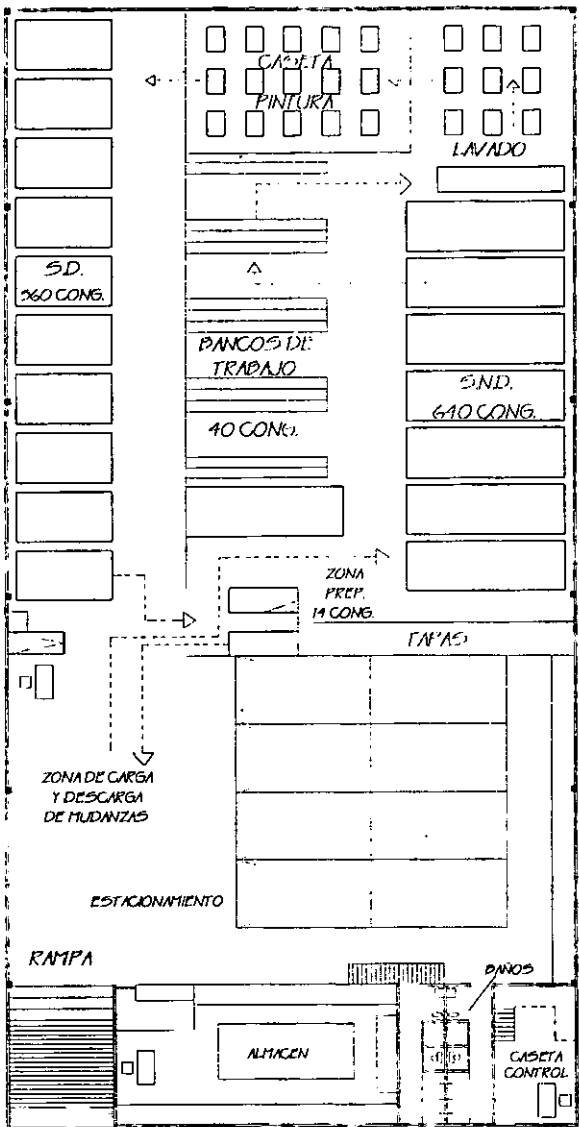 CASETA
PINTURA
LAVADO
S.D.
360 CONG.
BANCOS DE
TRABAJO
40 CONG.
S.N.D.
640 CONG.
ZONA
PREP.
14 CONG.
TAPAS
ZONA DE CARGA
Y DESCARGA
DE MUDANZAS
ESTACIONAMIENTO
RAMPA
BAÑOS
ALMACEN
CASETA
CONTROL